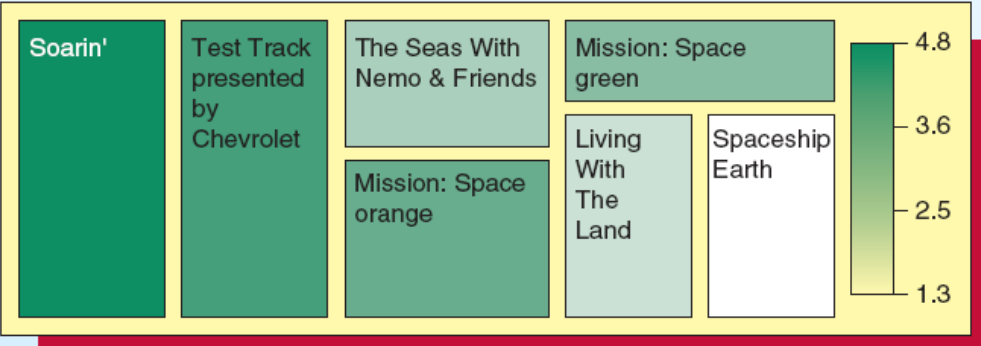 Soarin'
Test Track
presented
by
Chevrolet
The Seas With
Nemo & Friends
Mission: Space
orange
Mission: Space
green
Living
With
The
Land
Spaceship
Earth
4.8
3.6
2.5
1.3